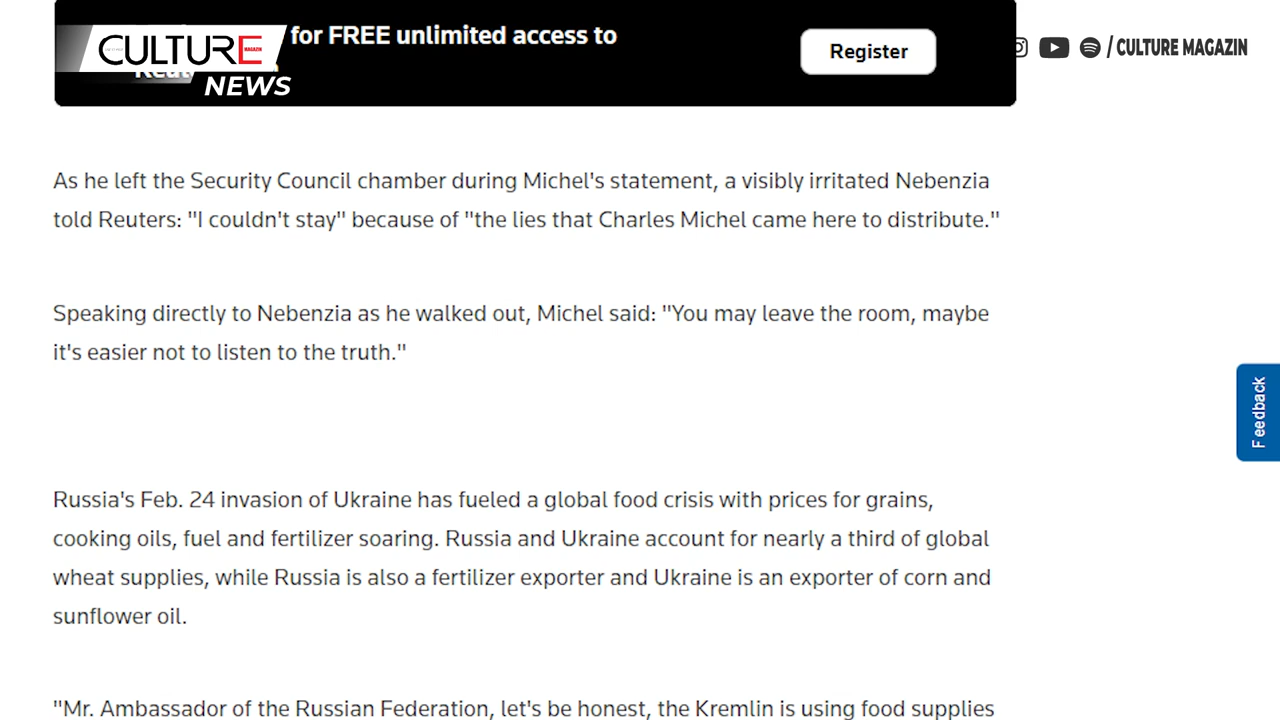 for FREE unlimited access to
CULTURE
MAGAZIN
NEWS
Register
/ CULTURE MAGAZIN
As he left the Security Council chamber during Michel's statement, a visibly irritated Nebenzia
told Reuters: "I couldn't stay" because of "the lies that Charles Michel came here to distribute."
Speaking directly to Nebenzia as he walked out, Michel said: "You may leave the room, maybe
it's easier not to listen to the truth."
Feedback
Russia's Feb. 24 invasion of Ukraine has fueled a global food crisis with prices for grains,
cooking oils, fuel and fertilizer soaring. Russia and Ukraine account for nearly a third of global
wheat supplies, while Russia is also a fertilizer exporter and Ukraine is an exporter of corn and
sunflower oil.
"Mr. Ambassador of the Russian Federation, let's be honest, the Kremlin is using food supplies